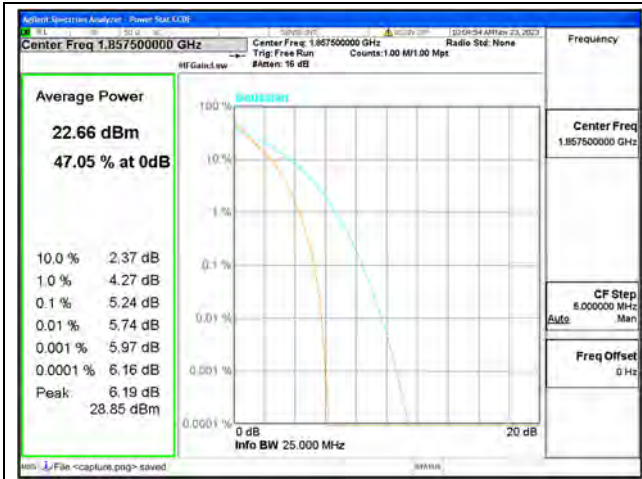 Agilent Spectrum Analyzer - Power Stat CCDF
Center Freq 1.857500000 GHz
Center Freq: 1.857500000 GHz
Radio Std: None
Trig: Free Run
Counts:1.00 M/1.00 Mpt
#IFGain:Low
#Atten: 16 dB
Frequency
Average Power
22.66 dBm
47.05 % at 0dB
10.0 % 2.37 dB
1.0 % 4.27 dB
0.1 % 5.24 dB
0.01 % 5.74 dB
0.001 % 5.97 dB
0.0001 % 6.16 dB
Peak 6.19 dB
28.85 dBm
Gaussian
100 %
10 %
1 %
0.1 %
0.01 %
0.001 %
0.0001 %
0 dB
20 dB
Info BW 25.000 MHz
Center Freq
1.857500000 GHz
CF Step
5.000000 MHz
Auto Man
Freq Offset
0 Hz
MSG File <capture.png> saved
STATUS